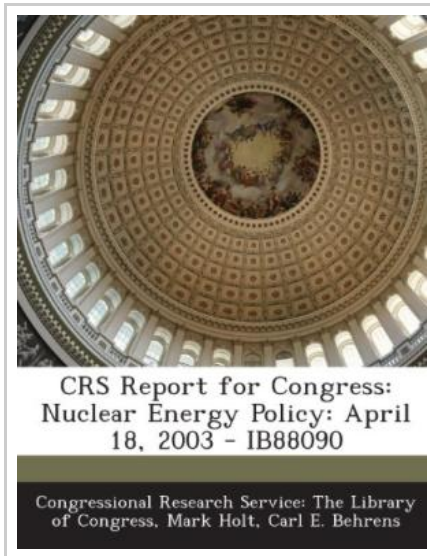 CRS Report for Congress:
Nuclear Energy Policy: April
18, 2003 - IB88090
Congressional Research Service: The Library
of Congress, Mark Holt, Carl E. Behrens